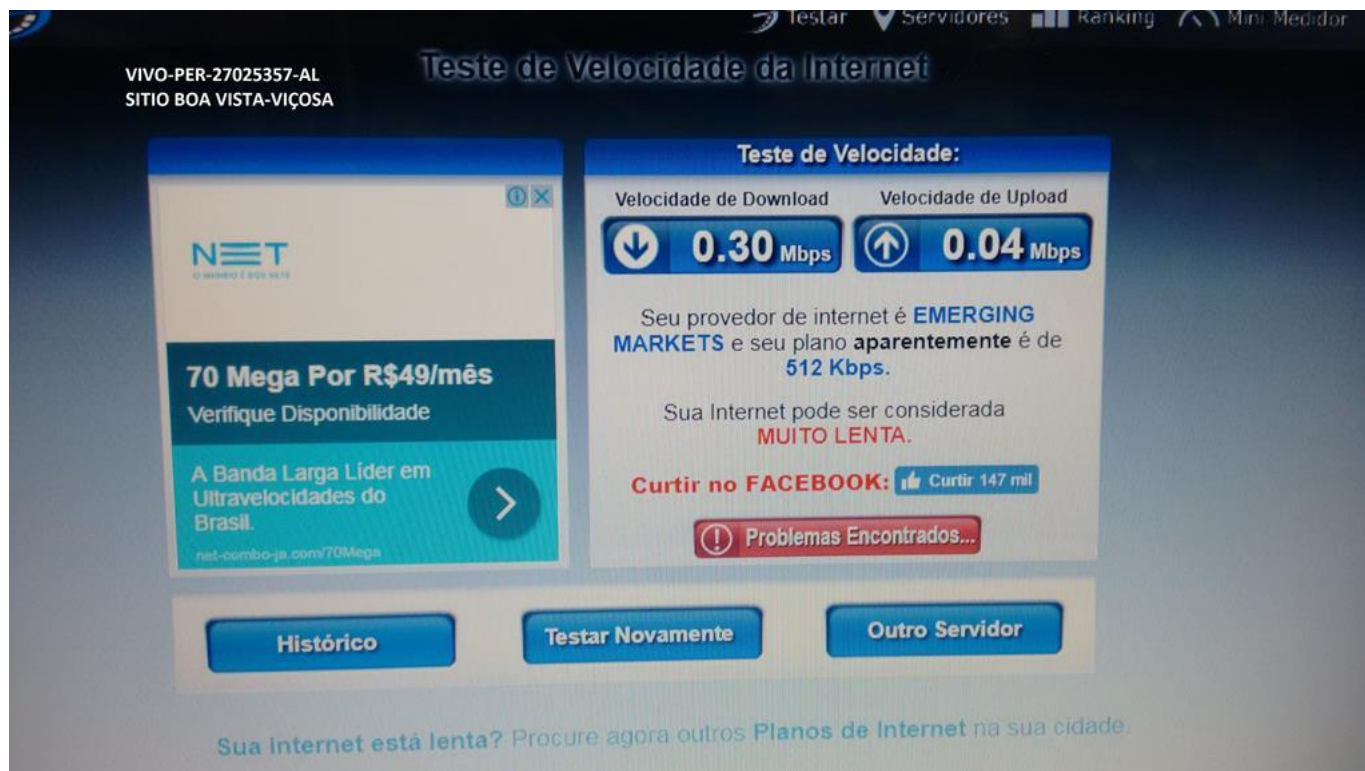 Testar Servidores Ranking Mini Medidor
Teste de Velocidade da Internet
VIVO-PER-27025357-AL
SITIO BOA VISTA-VIÇOSA
NET
O MUNDO É DOS NETS
70 Mega Por R$49/mês
Verifique Disponibilidade
A Banda Larga Líder em
Ultravelocidades do
Brasil.
net-combo-ja.com/70Mega
Teste de Velocidade:
Velocidade de Download Velocidade de Upload
0.30 Mbps 0.04 Mbps
Seu provedor de internet é EMERGING
MARKETS e seu plano aparentemente é de
512 Kbps.
Sua Internet pode ser considerada
MUITO LENTA.
Curtir no FACEBOOK: Curtir 147 mil
Problemas Encontrados...
Histórico Testar Novamente Outro Servidor
Sua Internet está lenta? Procure agora outros Planos de Internet na sua cidade.